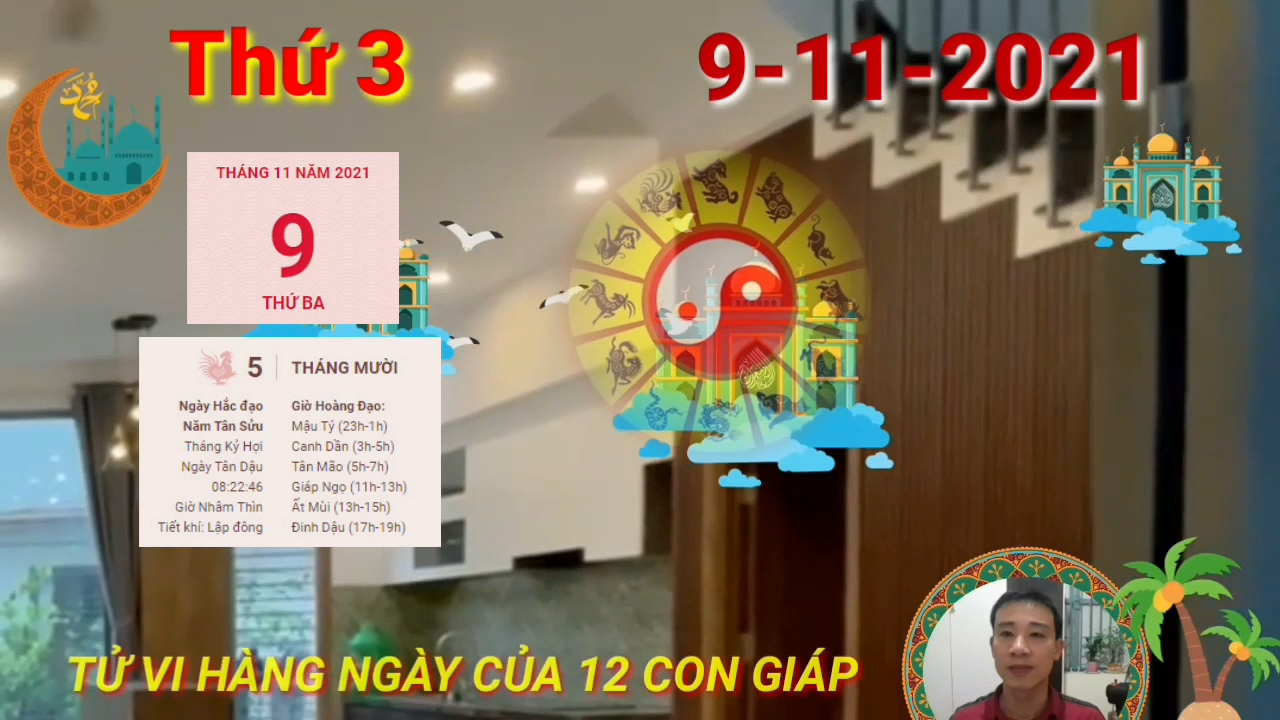 Thứ 3
9-11-2021
THÁNG 11 NĂM 2021
9
THỨ BA
5 THÁNG MƯỜI
Ngày Hắc đạo
Năm Tân Sửu
Tháng Kỷ Hợi
Ngày Tân Dậu
08:22:46
Giờ Nhâm Thìn
Tiết khí: Lập đông
Giờ Hoàng Đạo:
Mậu Tý (23h-1h)
Canh Dần (3h-5h)
Tân Mão (5h-7h)
Giáp Ngọ (11h-13h)
Ất Mùi (13h-15h)
Đinh Dậu (17h-19h)
TỬ VI HÀNG NGÀY CỦA 12 CON GIÁP